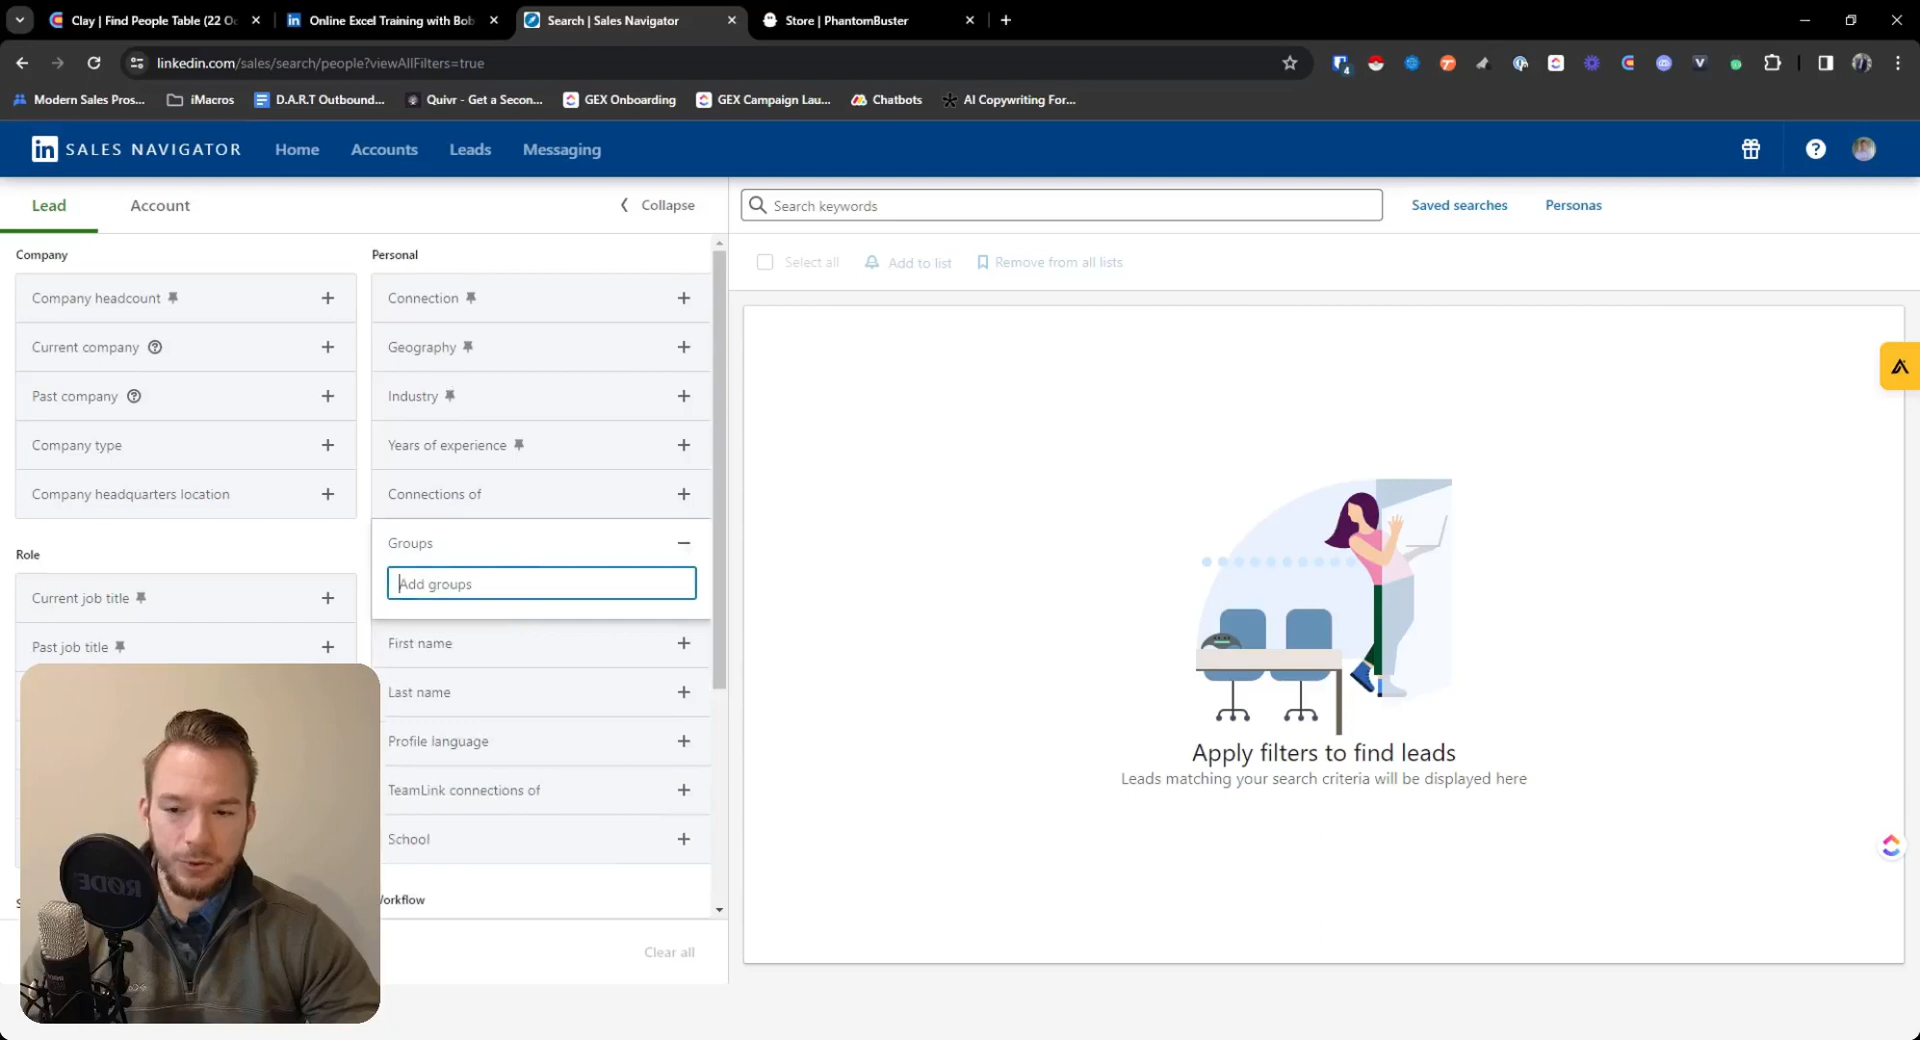 Clay | Find People Table (22 Oc
Online Excel Training with Bob
Search | Sales Navigator
Store | PhantomBuster
linkedin.com/sales/search/people?viewAllFilters=true
4
Modern Sales Pros...
iMacros
D.A.R.T Outbound...
Quivr - Get a Secon...
GEX Onboarding
GEX Campaign Lau...
Chatbots
AI Copywriting For...
in SALES NAVIGATOR
Home
Accounts
Leads
Messaging
Lead
Account
Collapse
Search keywords
Saved searches
Personas
Select all
Add to list
Remove from all lists
Company
Company headcount
Current company
Past company
Company type
Company headquarters location
Role
Current job title
Past job title
Personal
Connection
Geography
Industry
Years of experience
Connections of
Groups
Add groups
First name
Last name
Profile language
TeamLink connections of
School
orkflow
Clear all
Apply filters to find leads
Leads matching your search criteria will be displayed here
RØDE